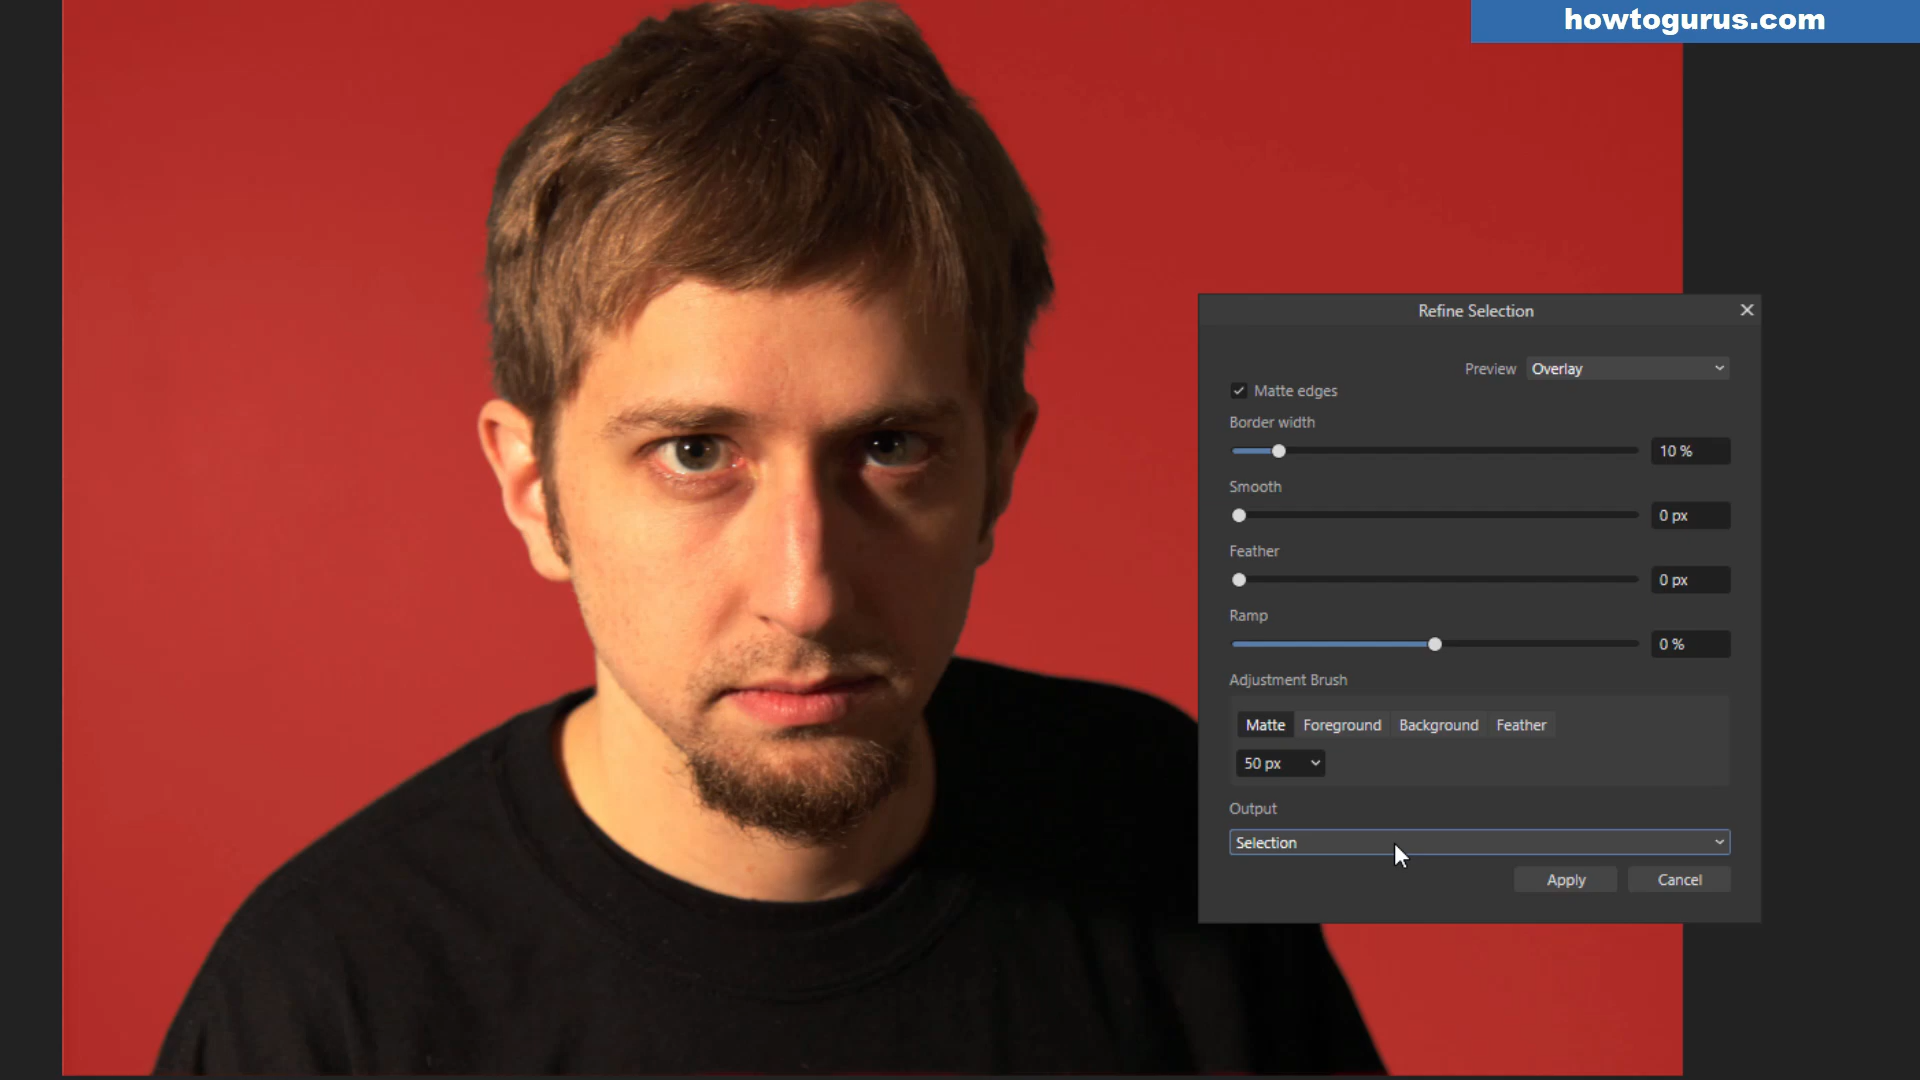 howtogurus.com
Refine Selection
Preview Overlay
Matte edges
Border width
10 %
Smooth
0 px
Feather
0 px
Ramp
0 %
Adjustment Brush
Matte Foreground Background Feather
50 px
Output
Selection
Apply Cancel